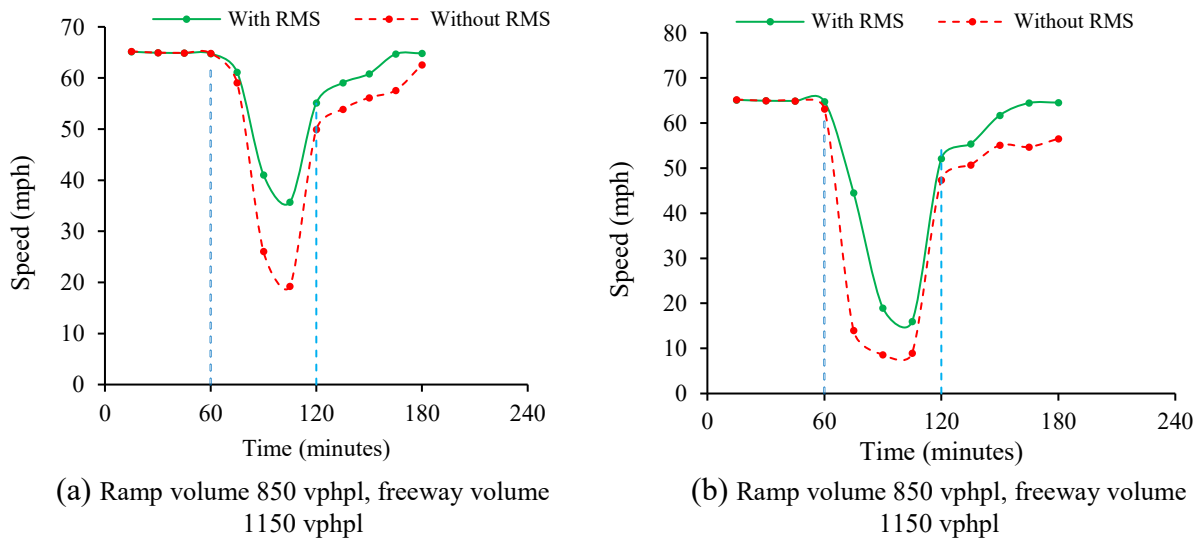 With RMS Without RMS
70
60
50
40
30
20
10
0
0 60 120 180 240
Speed (mph)
Time (minutes)
(a) Ramp volume 850 vphpl, freeway volume
1150 vphpl
With RMS Without RMS
80
70
60
50
40
30
20
10
0
0 60 120 180 240
Speed (mph)
Time (minutes)
(b) Ramp volume 850 vphpl, freeway volume
1150 vphpl